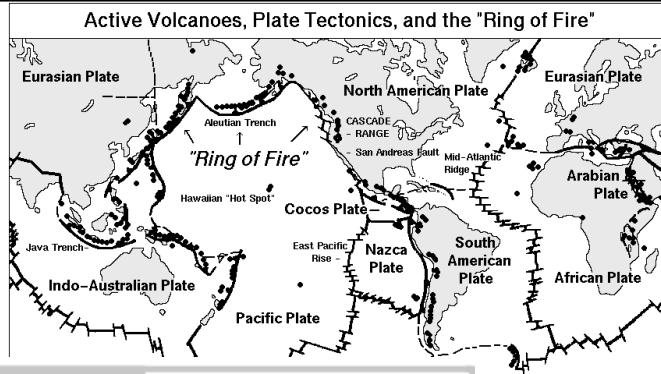 Active Volcanoes, Plate Tectonics, and the "Ring of Fire"
Eurasian Plate
North American Plate
Eurasian Plate
Aleutian Trench
CASCADE
RANGE
"Ring of Fire"
San Andreas Fault
Mid-Atlantic
Ridge
Arabian
Plate
Hawaiian "Hot Spot"
Cocos Plate
Java Trench
East Pacific
Rise
Nazca
Plate
South
American
Plate
Indo-Australian Plate
African Plate
Pacific Plate